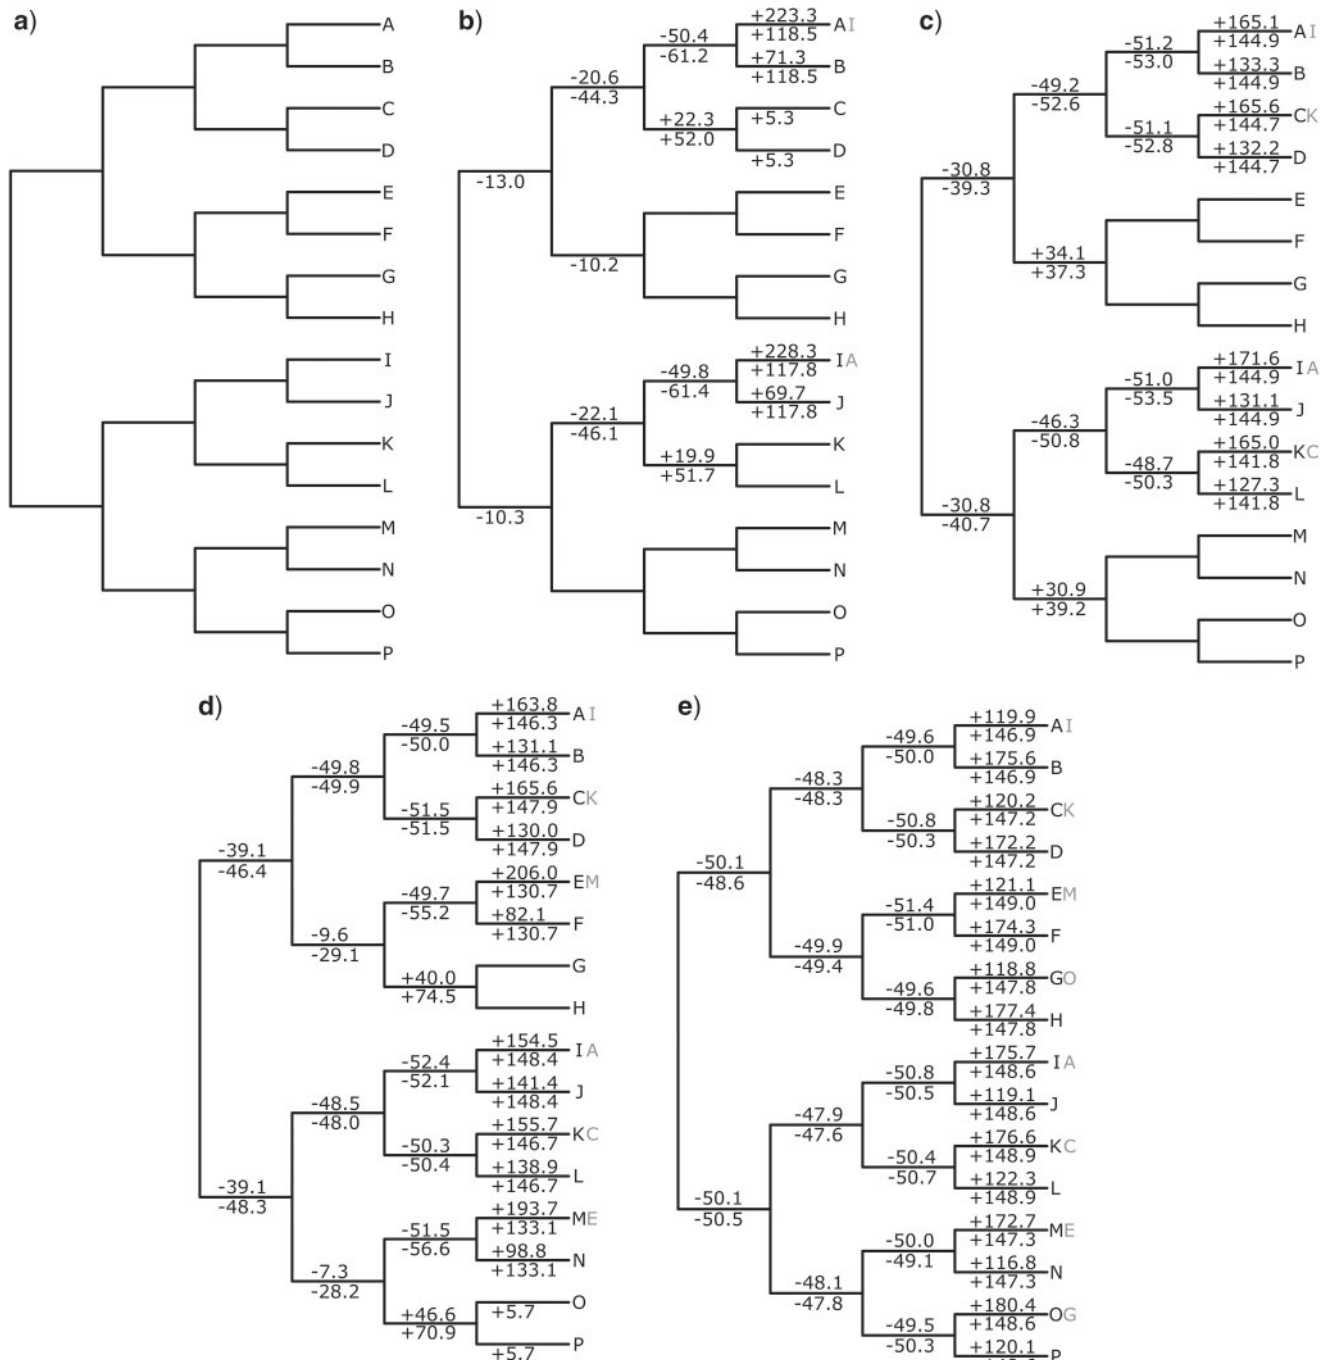 a)
A
B
C
D
E
F
G
H
I
J
K
L
M
N
O
P
b)
+223.3
AI
-50.4
+118.5
-61.2
+71.3
B
-20.6
+118.5
-44.3
C
+22.3
+5.3
+52.0
D
+5.3
-13.0
E
F
-10.2
G
H
+228.3
IA
-49.8
+117.8
-61.4
+69.7
J
-22.1
+117.8
-46.1
K
+19.9
+51.7
L
-10.3
M
N
O
P
c)
+165.1
AI
-51.2
+144.9
-53.0
+133.3
B
-49.2
+144.9
-52.6
+165.6
CK
-51.1
+144.7
-52.8
+132.2
D
+144.7
-30.8
-39.3
E
F
+34.1
+37.3
G
H
+171.6
IA
-51.0
+144.9
-53.5
+131.1
J
-46.3
+144.9
-50.8
+165.0
KC
-48.7
+141.8
-50.3
+127.3
L
+141.8
-30.8
-40.7
M
N
+30.9
+39.2
O
P
d)
+163.8
AI
-49.5
+146.3
-50.0
+131.1
B
-49.8
+146.3
-49.9
+165.6
CK
-51.5
+147.9
-51.5
+130.0
D
+147.9
-39.1
-46.4
+206.0
EM
-49.7
+130.7
-55.2
+82.1
F
-9.6
+130.7
-29.1
G
+40.0
+74.5
H
+154.5
IA
-52.4
+148.4
-52.1
+141.4
J
-48.5
+148.4
-48.0
+155.7
KC
-50.3
+146.7
-50.4
+138.9
L
+146.7
-39.1
-48.3
+193.7
ME
-51.5
+133.1
-56.6
+98.8
N
-7.3
+133.1
-28.2
O
+46.6
+5.7
+70.9
P
+5.7
e)
+119.9
AI
-49.6
+146.9
-50.0
+175.6
B
-48.3
+146.9
-48.3
+120.2
CK
-50.8
+147.2
-50.3
+172.2
D
+147.2
-50.1
-48.6
+121.1
EM
-51.4
+149.0
-51.0
+174.3
F
-49.9
+149.0
-49.4
+118.8
GO
-49.6
+147.8
-49.8
+177.4
H
+147.8
+175.7
IA
-50.8
+148.6
-50.5
+119.1
J
-47.9
+148.6
-47.6
+176.6
KC
-50.4
+148.9
-50.7
+122.3
L
+148.9
-50.1
-50.5
+172.7
ME
-50.0
+147.3
-49.1
+116.8
N
-48.1
+147.3
-47.8
+180.4
OG
-49.5
+148.6
-50.3
+120.1
P